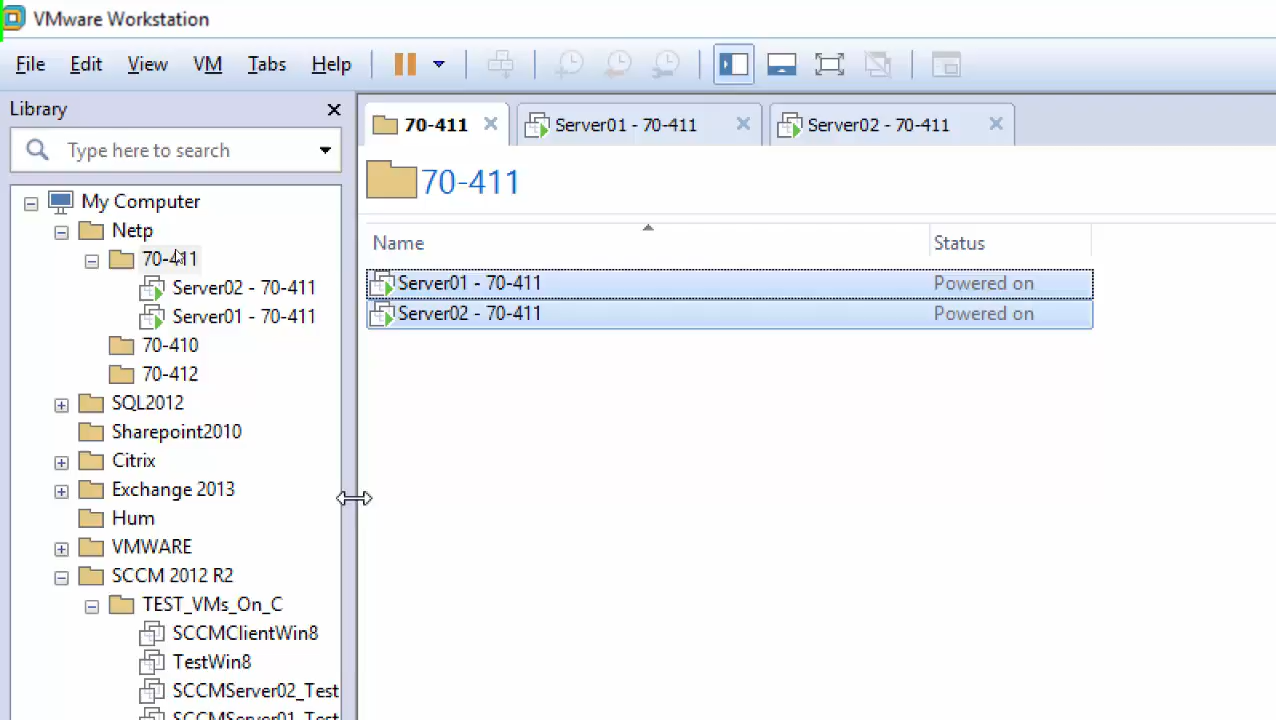 VMware Workstation
File Edit View VM Tabs Help
Library
Type here to search
My Computer
Netp
70-411
Server02 - 70-411
Server01 - 70-411
70-410
70-412
SQL2012
Sharepoint2010
Citrix
Exchange 2013
Hum
VMWARE
SCCM 2012 R2
TEST_VMs_On_C
SCCMClientWin8
TestWin8
SCCMServer02_Test
SCCMServer01_Test
70-411 Server01 - 70-411 Server02 - 70-411
70-411
Name Status
Server01 - 70-411 Powered on
Server02 - 70-411 Powered on